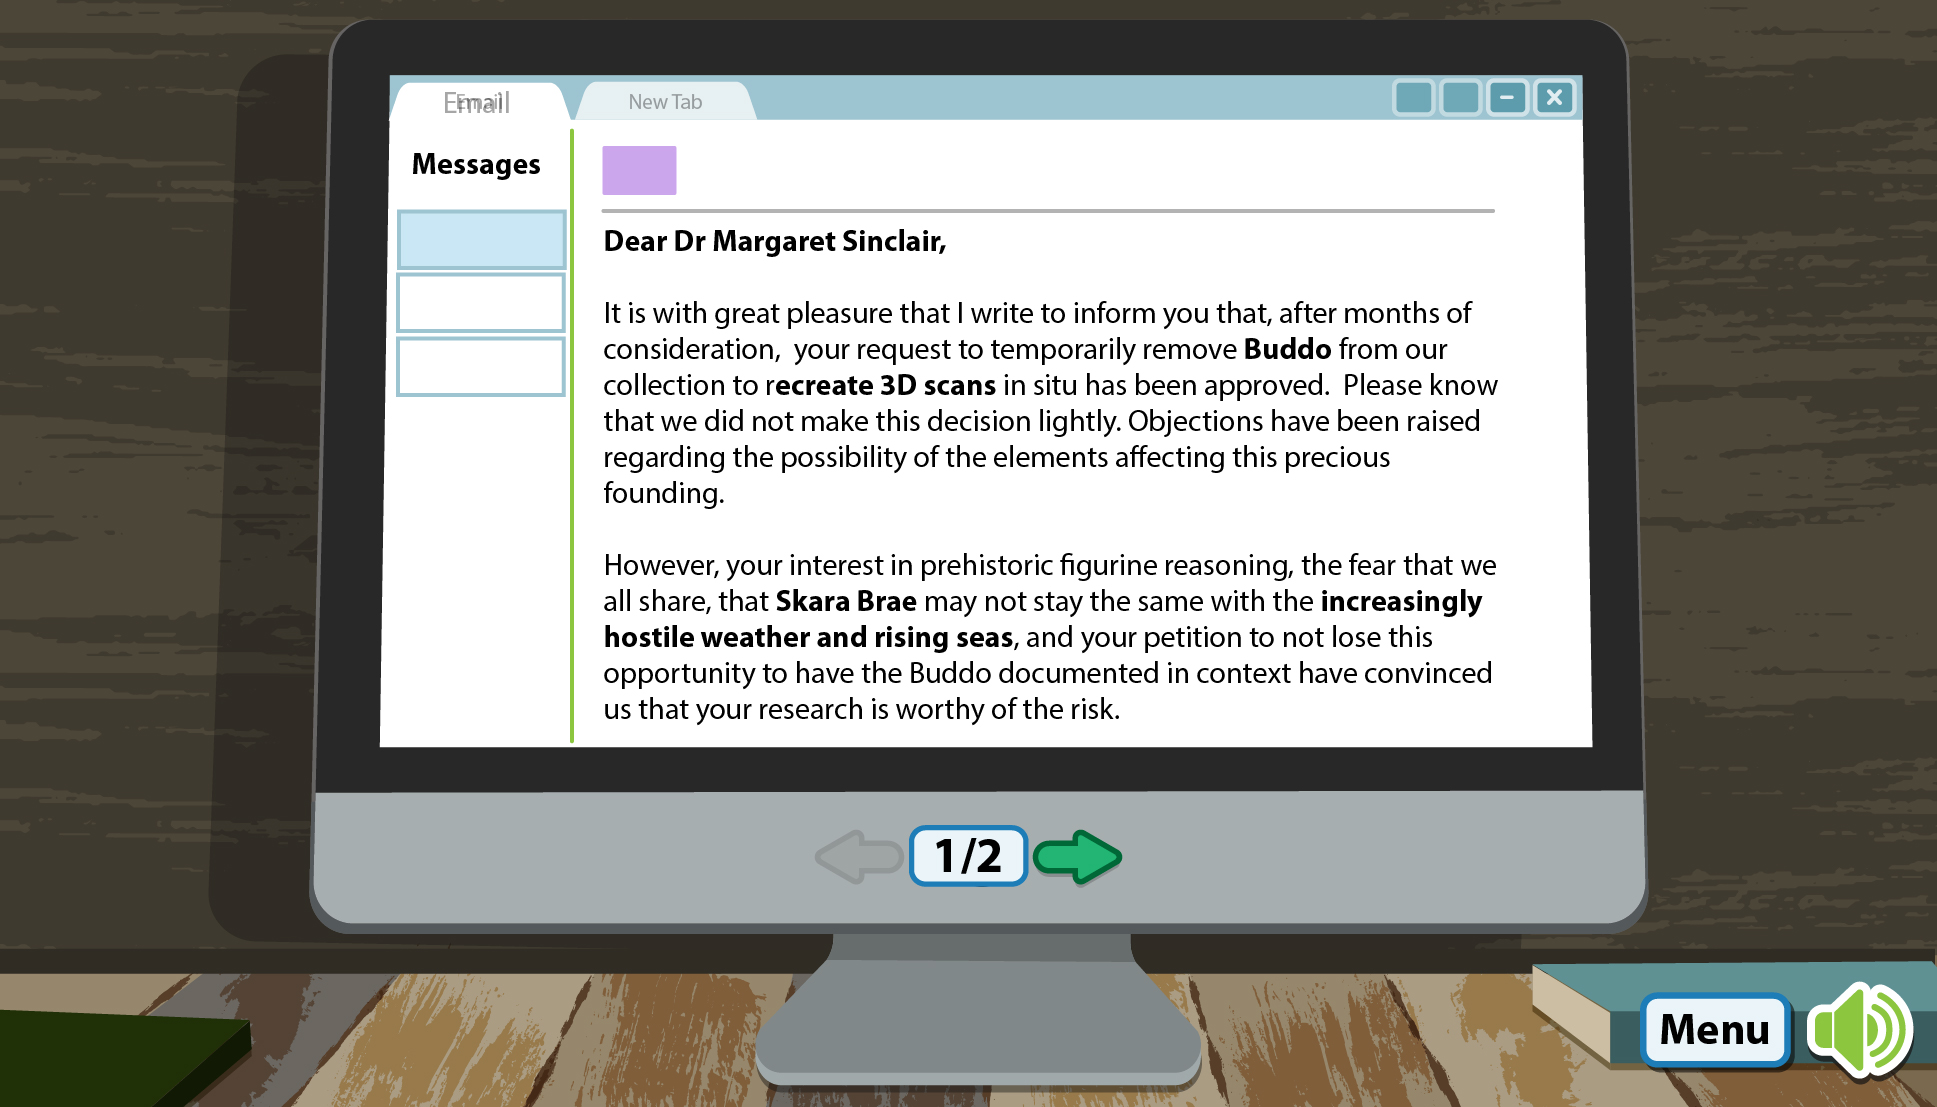 Email
New Tab
Messages
Dear Dr Margaret Sinclair,
It is with great pleasure that I write to inform you that, after months of
consideration,  your request to temporarily remove Buddo from our
collection to recreate 3D scans in situ has been approved.  Please know
that we did not make this decision lightly. Objections have been raised
regarding the possibility of the elements affecting this precious
founding.
However, your interest in prehistoric figurine reasoning, the fear that we
all share, that Skara Brae may not stay the same with the increasingly
hostile weather and rising seas, and your petition to not lose this
opportunity to have the Buddo documented in context have convinced
us that your research is worthy of the risk.
1/2
Menu